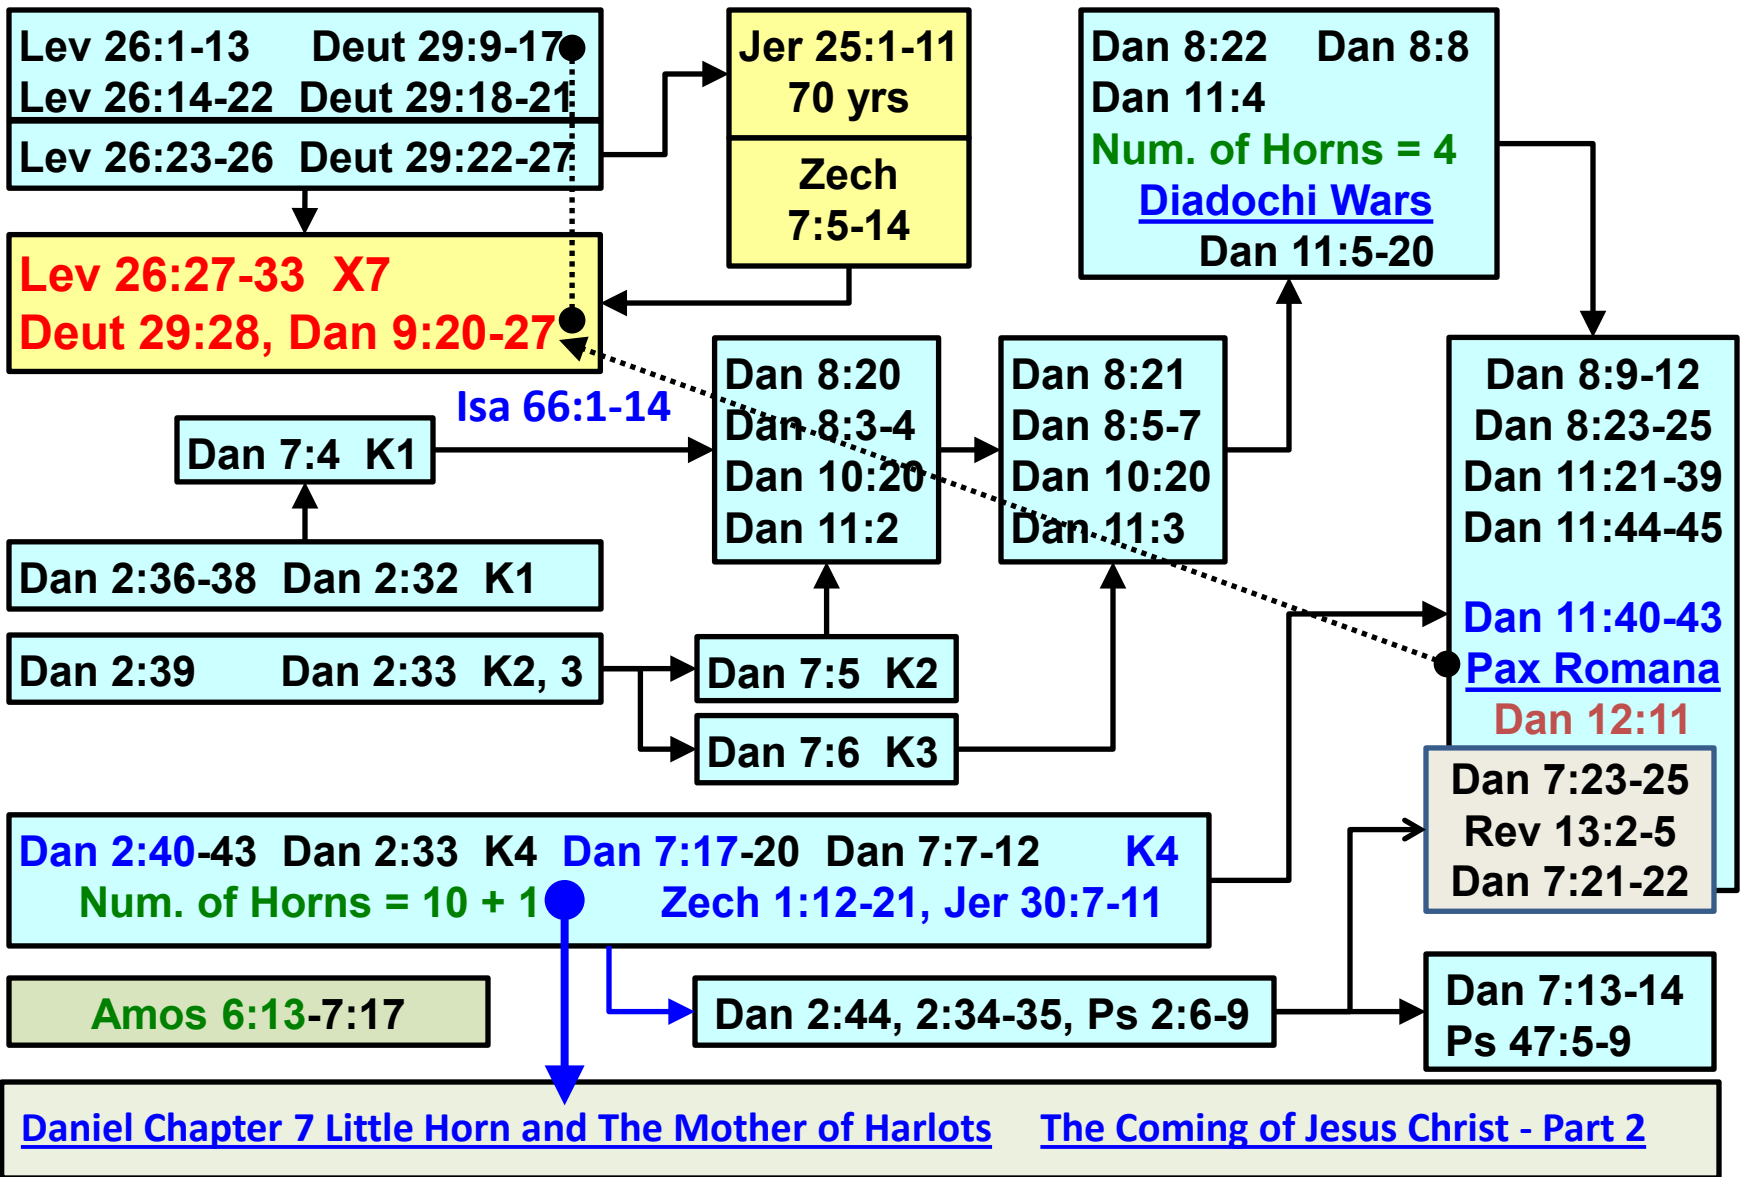 Lev 26:1-13 Deut 29:9-17
Lev 26:14-22 Deut 29:18-21
Lev 26:23-26 Deut 29:22-27
Jer 25:1-11
70 yrs
Zech
7:5-14
Dan 8:22 Dan 8:8
Dan 11:4
Num. of Horns = 4
Diadochi Wars
Dan 11:5-20
Lev 26:27-33 X7
Deut 29:28, Dan 9:20-27
Isa 66:1-14
Dan 7:4 K1
Dan 8:20
Dan 8:3-4
Dan 10:20
Dan 11:2
Dan 8:21
Dan 8:5-7
Dan 10:20
Dan 11:3
Dan 8:9-12
Dan 8:23-25
Dan 11:21-39
Dan 11:44-45
Dan 11:40-43
Pax Romana
Dan 12:11
Dan 2:36-38 Dan 2:32 K1
Dan 2:39 Dan 2:33 K2, 3
Dan 7:5 K2
Dan 7:6 K3
Dan 7:23-25
Rev 13:2-5
Dan 7:21-22
Dan 2:40-43 Dan 2:33 K4 Dan 7:17-20 Dan 7:7-12 K4
Num. of Horns = 10 + 1 Zech 1:12-21, Jer 30:7-11
Amos 6:13-7:17
Dan 2:44, 2:34-35, Ps 2:6-9
Dan 7:13-14
Ps 47:5-9
Daniel Chapter 7 Little Horn and The Mother of Harlots The Coming of Jesus Christ - Part 2